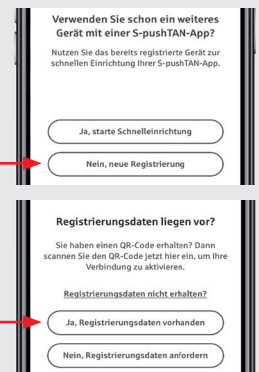 Verwenden Sie schon ein weiteres
Gerät mit einer S-pushTAN-App?
Nutzen Sie das bereits registrierte Gerät zur
schnellen Einrichtung Ihrer S-pushTAN-App.
Ja, starte Schnelleinrichtung
Nein, neue Registrierung
Registrierungsdaten liegen vor?
Sie haben einen QR-Code erhalten? Dann
scannen Sie den QR-Code jetzt hier ein, um Ihre
Verbindung zu aktivieren.
Registrierungsdaten nicht erhalten?
Ja, Registrierungsdaten vorhanden
Nein, Registrierungsdaten anfordern